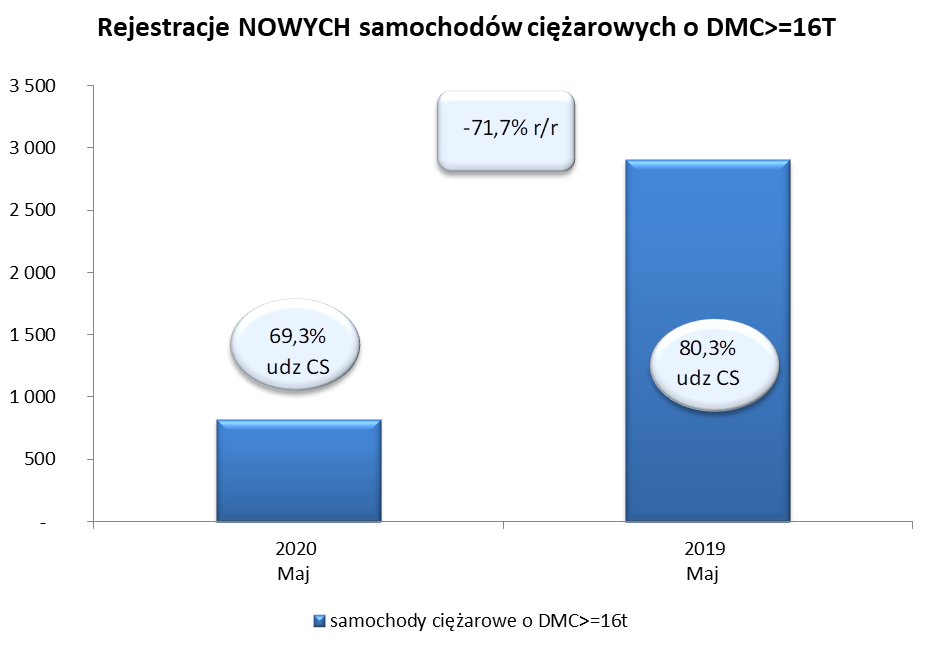 Rejestracje NOWYCH samochodów ciężarowych o DMC>=16T
3 500
3 000
2 500
2 000
1 500
1 000
500
-
-71,7% r/r
69,3%
udz CS
80,3%
udz CS
2020
Maj
2019
Maj
samochody ciężarowe o DMC>=16t